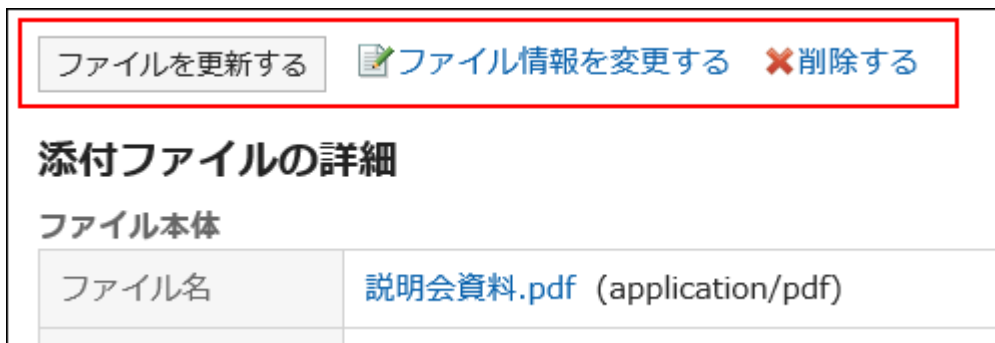 ファイルを更新する ファイル情報を変更する 削除する
添付ファイルの詳細
ファイル本体
ファイル名 説明会資料.pdf (application/pdf)